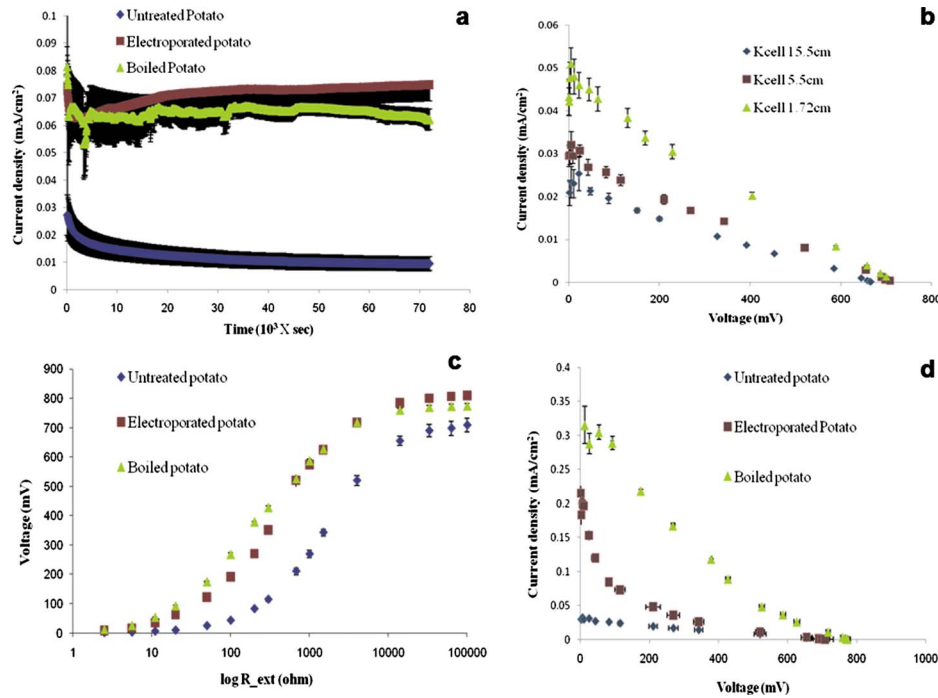 a
0.1
0.09
0.08
0.07
0.06
0.05
0.04
0.03
0.02
0.01
0
Current density (mA/cm²)
Untreated Potato
Electroporated potato
Boiled Potato
0 10 20 30 40 50 60 70 80
Time (10³ X sec)
b
0.06
0.05
0.04
0.03
0.02
0.01
0
Current density (mA/cm²)
Kcell 15.5cm
Kcell 5.5cm
Kcell 1.72cm
0 200 400 600 800
Voltage (mV)
c
900
800
700
600
500
400
300
200
100
0
Voltage (mV)
Untreated potato
Electroporated potato
Boiled potato
1 10 100 1000 10000 100000
log R_ext (ohm)
d
0.4
0.35
0.3
0.25
0.2
0.15
0.1
0.05
0
Current density (mA/cm²)
Untreated potato
Electroporated Potato
Boiled potato
0 200 400 600 800 1000
Voltage (mV)